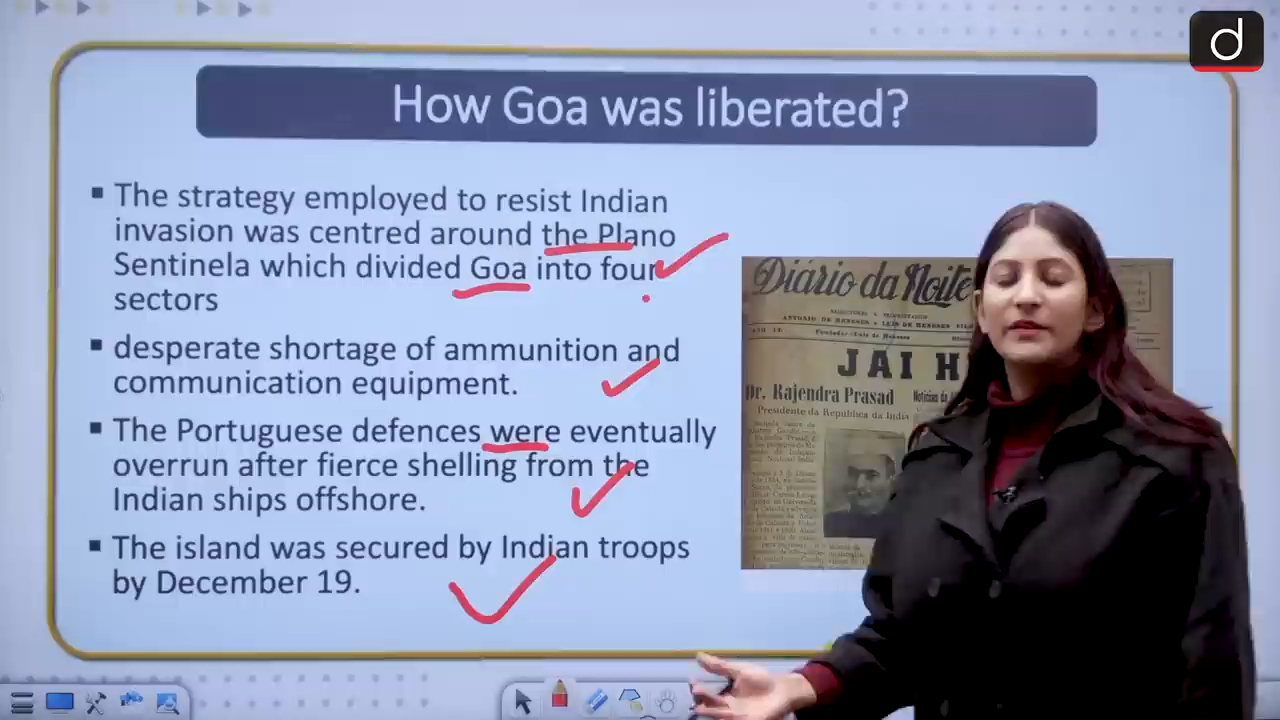 d
How Goa was liberated?
▪ The strategy employed to resist Indian
invasion was centred around the Plano
Sentinela which divided Goa into four
sectors
▪ desperate shortage of ammunition and
communication equipment.
▪ The Portuguese defences were eventually
overrun after fierce shelling from the
Indian ships offshore.
▪ The island was secured by Indian troops
by December 19.
Diário da Noite
JAI H
Dr. Rajendra Prasad
Presidente da República da India